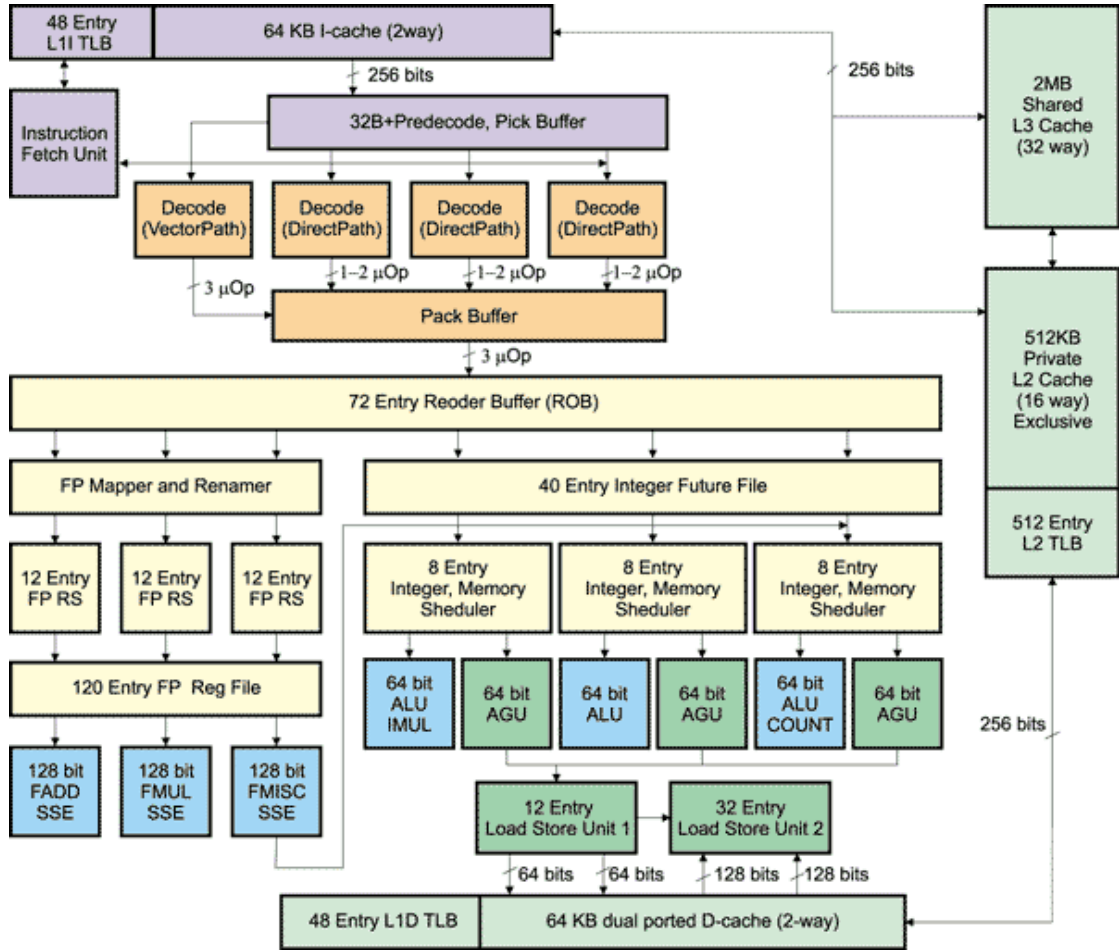 48 Entry
L1I TLB
64 KB I-cache (2way)
256 bits
256 bits
2MB
Shared
L3 Cache
(32 way)
Instruction
Fetch Unit
32B+Predecode, Pick Buffer
Decode
(VectorPath)
Decode
(DirectPath)
Decode
(DirectPath)
Decode
(DirectPath)
3 µOp
1–2 µOp
1–2 µOp
1–2 µOp
Pack Buffer
3 µOp
512KB
Private
L2 Cache
(16 way)
Exclusive
512 Entry
L2 TLB
72 Entry Reoder Buffer (ROB)
FP Mapper and Renamer
40 Entry Integer Future File
12 Entry
FP RS
12 Entry
FP RS
12 Entry
FP RS
8 Entry
Integer, Memory
Sheduler
8 Entry
Integer, Memory
Sheduler
8 Entry
Integer, Memory
Sheduler
120 Entry FP Reg File
64 bit
ALU
IMUL
64 bit
AGU
64 bit
ALU
64 bit
AGU
64 bit
ALU
COUNT
64 bit
AGU
256 bits
128 bit
FADD
SSE
128 bit
FMUL
SSE
128 bit
FMISC
SSE
12 Entry
Load Store Unit 1
32 Entry
Load Store Unit 2
64 bits
64 bits
128 bits
128 bits
48 Entry L1D TLB
64 KB dual ported D-cache (2-way)